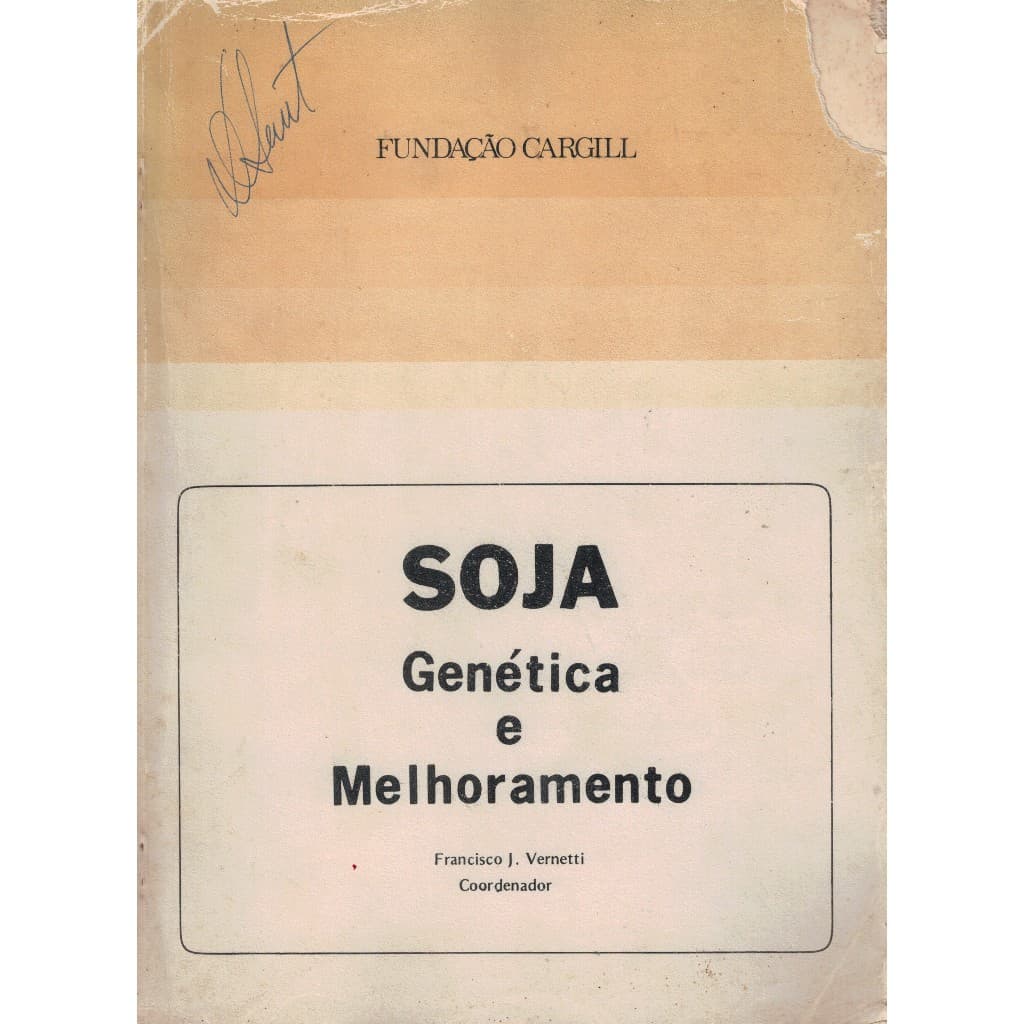 FUNDAÇÃO CARGILL
SOJA
Genética
e
Melhoramento
Francisco J. Vernetti
Coordenador